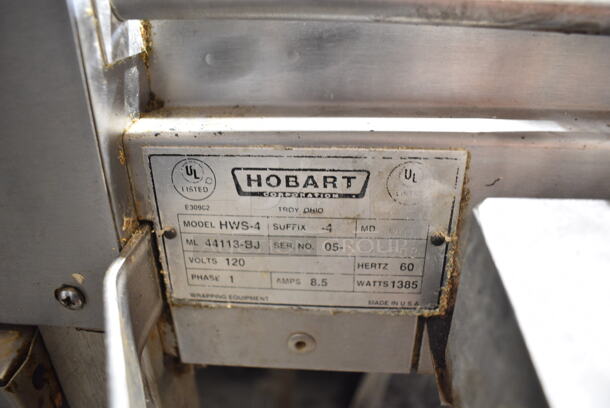 UL
LISTED
E30902
HOBART
CORPORATION
TROY, OHIO
UL
LISTED
MODEL HWS-4 SUFFIX -4 MD
ML 44113-BJ SER. NO. 05-
VOLTS 120 HERTZ 60
PHASE 1 AMPS 8.5 WATTS 1385
WRAPPING EQUIPMENT MADE IN U.S.A